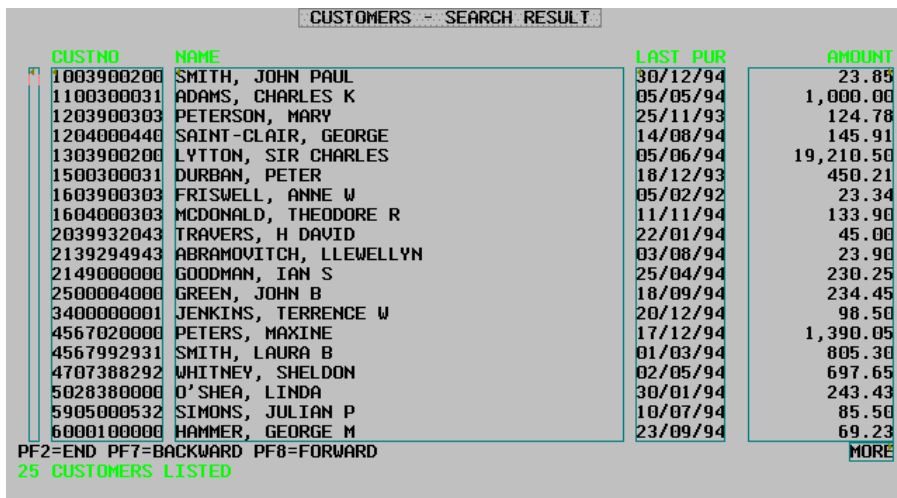 CUSTOMERS - SEARCH RESULT
CUSTNO NAME LAST PUR AMOUNT
1003900200 SMITH, JOHN PAUL 30/12/94 23.85
1100300031 ADAMS, CHARLES K 05/05/94 1,000.00
1203900303 PETERSON, MARY 25/11/93 124.78
1204000440 SAINT-CLAIR, GEORGE 14/08/94 145.91
1303900200 LYTTON, SIR CHARLES 05/06/94 19,210.50
1500300031 DURBAN, PETER 18/12/93 450.21
1603900303 FRISWELL, ANNE W 05/02/92 23.34
1604000303 MCDONALD, THEODORE R 11/11/94 133.90
2039932043 TRAVERS, H DAVID 22/01/94 45.00
2139294943 ABRAMOVITCH, LLEWELLYN 03/08/94 23.90
2149000000 GOODMAN, IAN S 25/04/94 230.25
2500004000 GREEN, JOHN B 18/09/94 234.45
3400000001 JENKINS, TERRENCE W 20/12/94 98.50
4567020000 PETERS, MAXINE 17/12/94 1,390.05
4567992931 SMITH, LAURA B 01/03/94 805.30
4707388292 WHITNEY, SHELDON 02/05/94 697.65
5028380000 O'SHEA, LINDA 30/01/94 243.43
5905000532 SIMONS, JULIAN P 10/07/94 85.50
6000100000 HAMMER, GEORGE M 23/09/94 69.23
PF2=END PF7=BACKWARD PF8=FORWARD MORE
25 CUSTOMERS LISTED